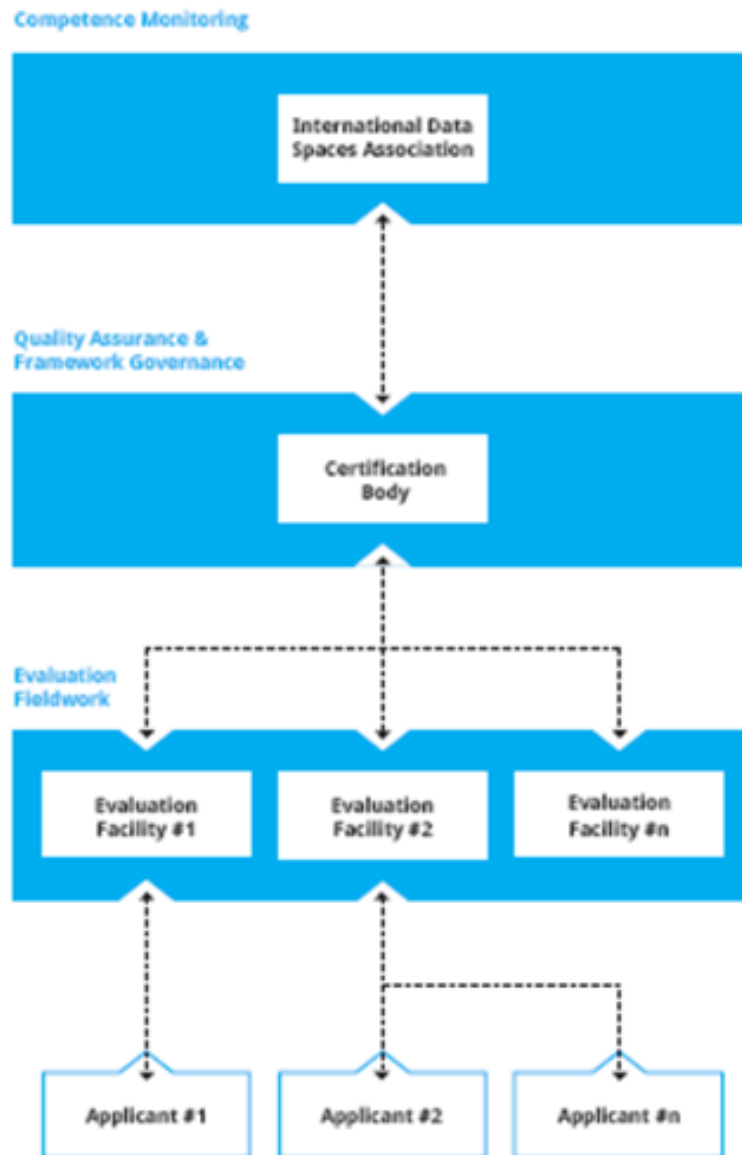 Competence Monitoring
International Data
Spaces Association
Quality Assurance &
Framework Governance
Certification
Body
Evaluation
Fieldwork
Evaluation
Facility #1
Evaluation
Facility #2
Evaluation
Facility #n
Applicant #1
Applicant #2
Applicant #n